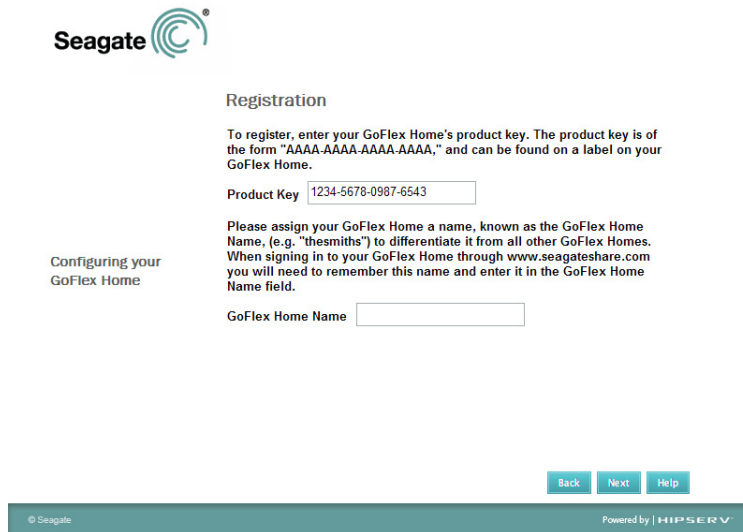 Seagate®
Registration
To register, enter your GoFlex Home's product key. The product key is of
the form "AAAA-AAAA-AAAA-AAAA," and can be found on a label on your
GoFlex Home.
Product Key 1234-5678-0987-6543
Please assign your GoFlex Home a name, known as the GoFlex Home
Name, (e.g. "thesmiths") to differentiate it from all other GoFlex Homes.
When signing in to your GoFlex Home through www.seagateshare.com
you will need to remember this name and enter it in the GoFlex Home
Name field.
Configuring your
GoFlex Home
GoFlex Home Name
Back Next Help
© Seagate
Powered by | HIPSERV™